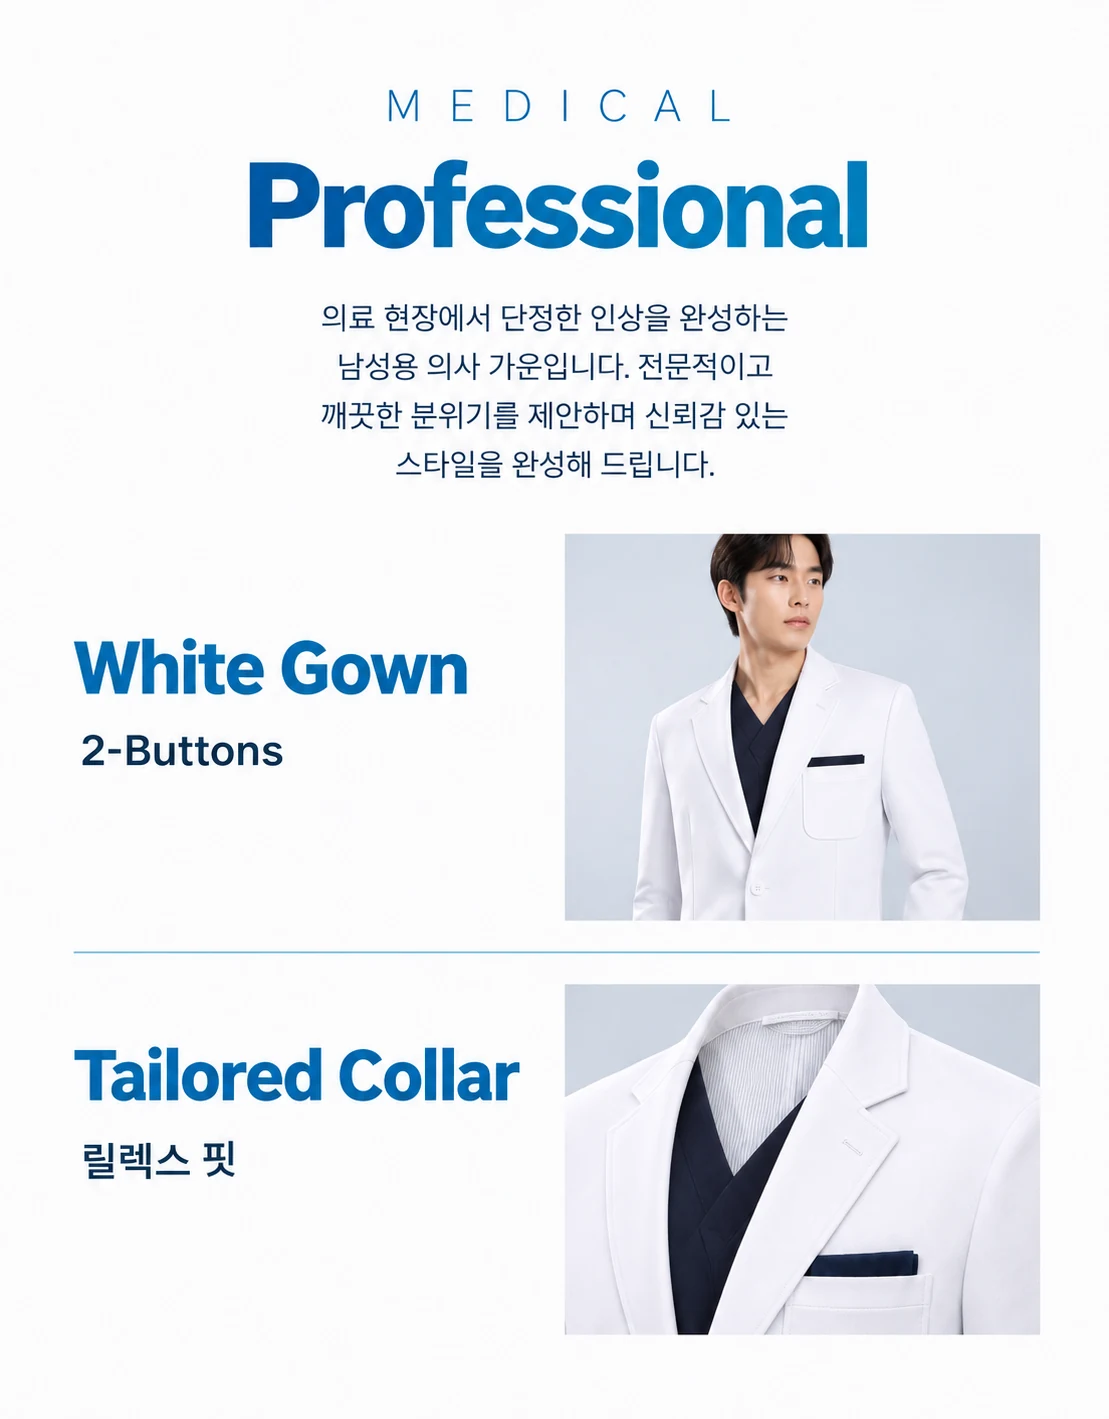 MEDICAL
Professional
의료 현장에서 단정한 인상을 완성하는
남성용 의사 가운입니다. 전문적이고
깨끗한 분위기를 제안하며 신뢰감 있는
스타일을 완성해 드립니다.
White Gown
2-Buttons
Tailored Collar
릴렉스 핏